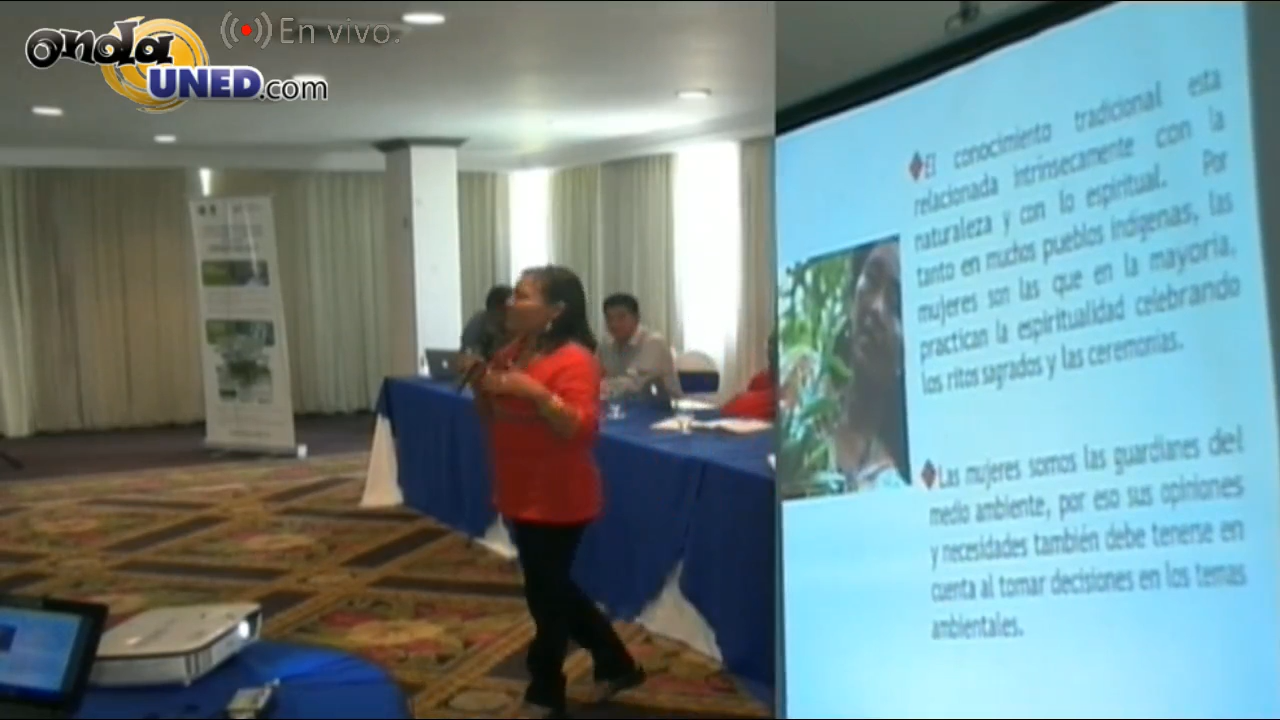 onda
UNED.com
En vivo.
El conocimiento tradicional esta
relacionada intrinsecamente con la
naturaleza y con lo espiritual. Por
tanto en muchos pueblos indigenas, las
mujeres son las que en la mayoria,
practican la espiritualidad celebrando
los ritos sagrados y las ceremonias.
Las mujeres somos las guardianes del
medio ambiente, por eso sus opiniones
y necesidades también debe tenerse en
cuenta al tomar decisiones en los temas
ambientales.